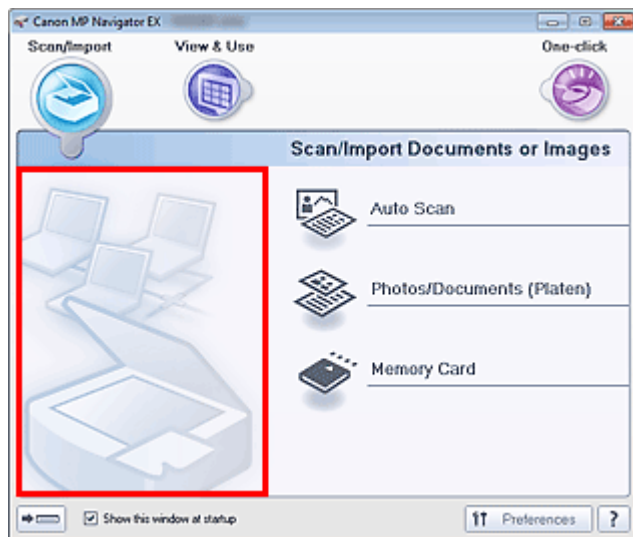 Canon MP Navigator EX
Scan/Import
View & Use
One-click
Scan/Import Documents or Images
Auto Scan
Photos/Documents (Platen)
Memory Card
Show this window at startup
Preferences
?